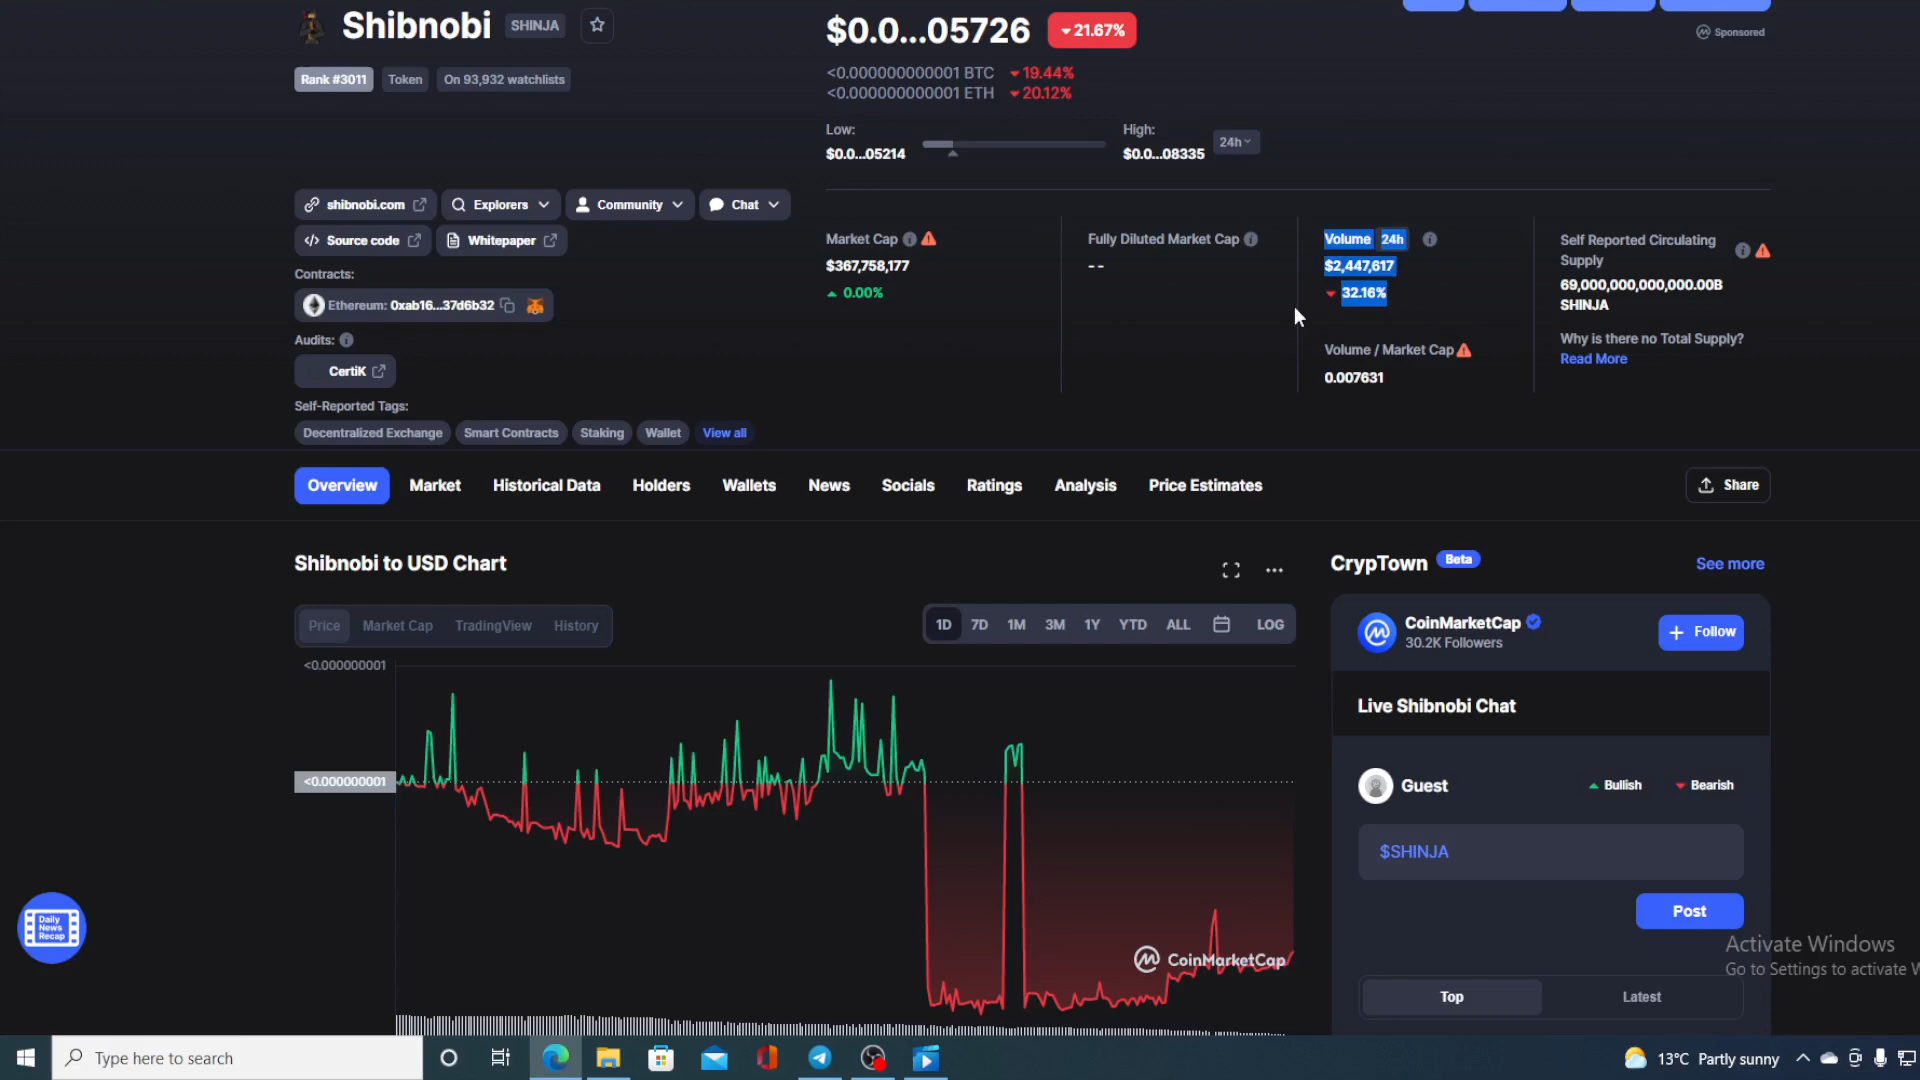 Shibnobi SHINJA
Rank #3011 Token On 93,932 watchlists
$0.0...05726 21.67%
<0.000000000001 BTC 19.44%
<0.000000000001 ETH 20.12%
Low:
$0.0...05214
High:
$0.0...08335
24h
Sponsored
shibnobi.com Explorers Community Chat
Source code Whitepaper
Contracts:
Ethereum: 0xab16...37d6b32
Audits:
CertiK
Self-Reported Tags:
Decentralized Exchange Smart Contracts Staking Wallet View all
Market Cap
$367,758,177
0.00%
Fully Diluted Market Cap
- -
Volume 24h
$2,447,617
32.16%
Volume / Market Cap
0.007631
Self Reported Circulating
Supply
69,000,000,000,000.00B
SHINJA
Why is there no Total Supply?
Read More
Overview Market Historical Data Holders Wallets News Socials Ratings Analysis Price Estimates
Share
Shibnobi to USD Chart
Price Market Cap TradingView History
1D 7D 1M 3M 1Y YTD ALL LOG
<0.000000001
<0.000000001
CoinMarketCap
CrypTown Beta
See more
CoinMarketCap
30.2K Followers
+ Follow
Live Shibnobi Chat
Guest
Bullish Bearish
$SHINJA
Post
Top Latest
Activate Windows
Go to Settings to activate W
Daily
News
Recap
Type here to search
13°C Partly sunny